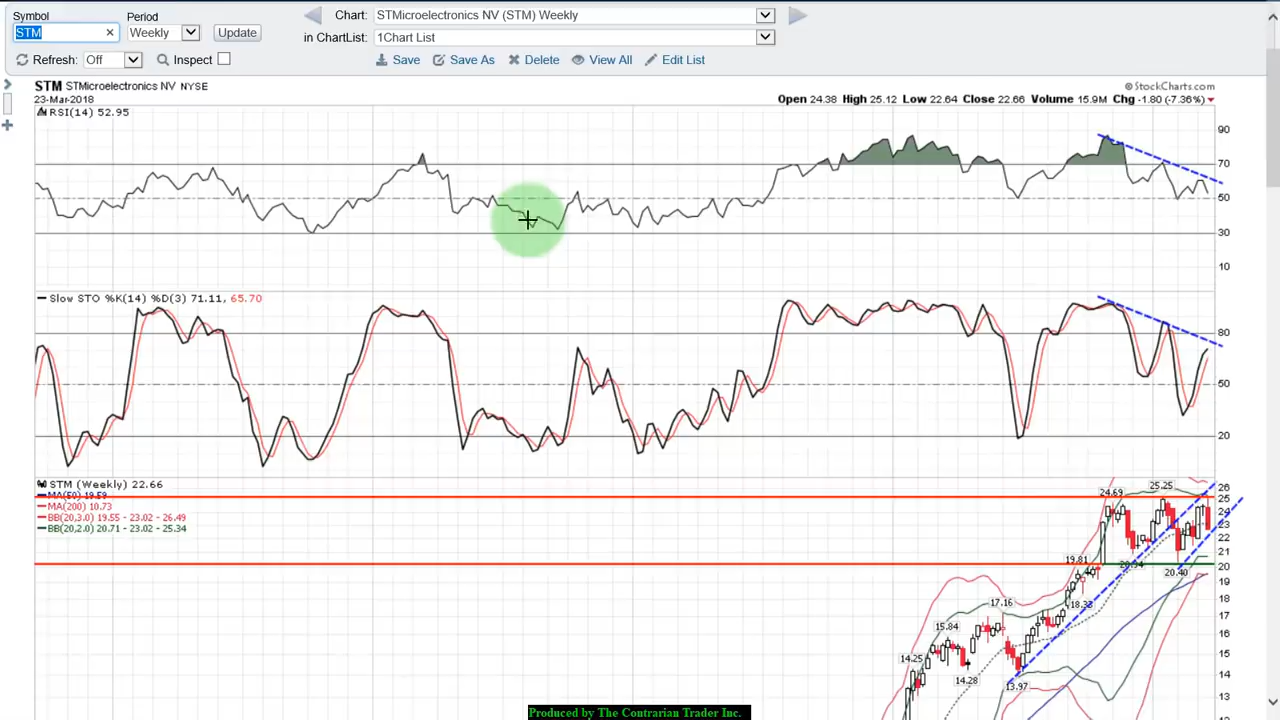 Symbol Period Chart: STMicroelectronics NV (STM) Weekly
STM × Weekly Update in ChartList: 1Chart List
Refresh: Off Inspect Save Save As Delete View All Edit List
STM STMicroelectronics NV NYSE © StockCharts.com
23-Mar-2018 Open 24.38 High 25.12 Low 22.64 Close 22.66 Volume 15.9M Chg -1.80 (-7.36%)
RSI(14) 52.95
90
70
50
30
10
Slow STO %K(14) %D(3) 71.11, 65.70
80
50
20
STM (Weekly) 22.66
MA(50) 19.59
MA(200) 10.73
BB(20,3.0) 19.55 - 23.02 - 26.49
BB(20,2.0) 20.71 - 23.02 - 25.34
24.69 25.25
19.81 20.94 20.40
17.16 18.33
15.84
14.25
14.28 13.97
26
25
24
23
22
21
20
19
18
17
16
15
14
13
Produced by The Contrarian Trader Inc.